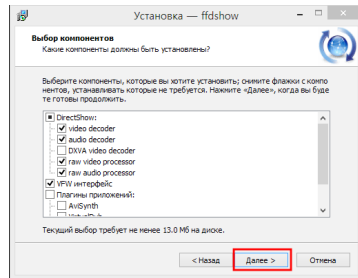 Установка — ffdshow
Выбор компонентов
Какие компоненты должны быть установлены?
Выберите компоненты, которые вы хотите установить; снимите флажки с компо
нентов, устанавливать которые не требуется. Нажмите «Далее», когда вы буде
те готовы продолжить.
DirectShow:
video decoder
audio decoder
DXVA video decoder
raw video processor
raw audio processor
VFW интерфейс
Плагины приложений:
AviSynth
VirtualDub
Текущий выбор требует не менее 13.0 Мб на диске.
< Назад
Далее >
Отмена